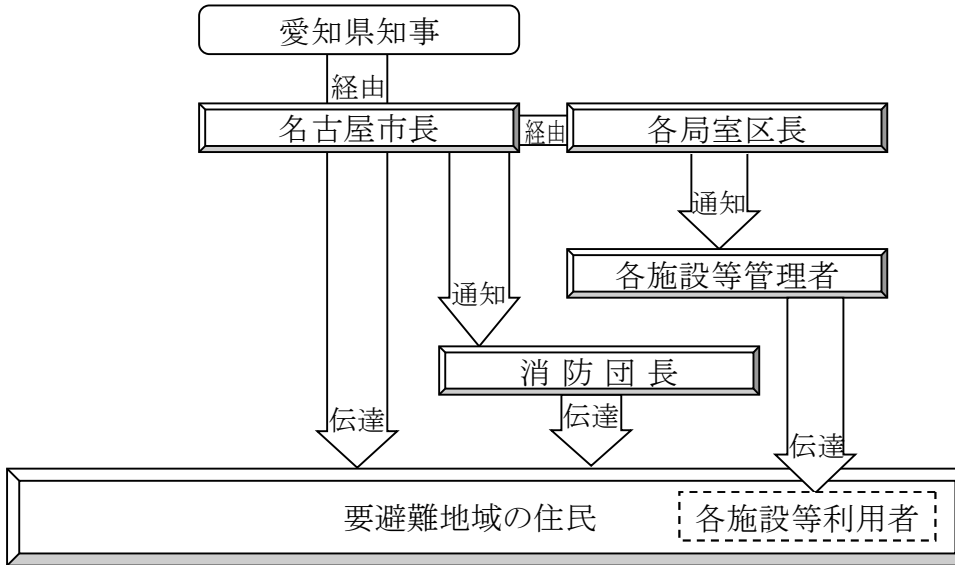 愛知県知事
経由
名古屋市長
経由
各局室区長
通知
各施設等管理者
通知
消防団長
伝達
伝達
伝達
要避難地域の住民
各施設等利用者